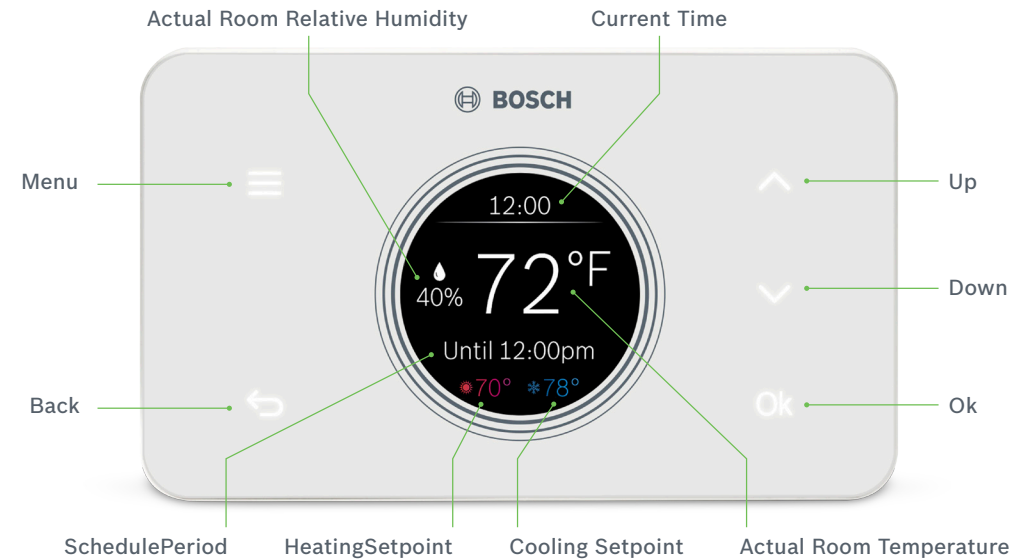 Actual Room Relative Humidity
Current Time
BOSCH
Menu
Up
12:00
72°F
40%
Down
Until 12:00pm
70° 78°
Back
Ok
Ok
SchedulePeriod
HeatingSetpoint
Cooling Setpoint
Actual Room Temperature